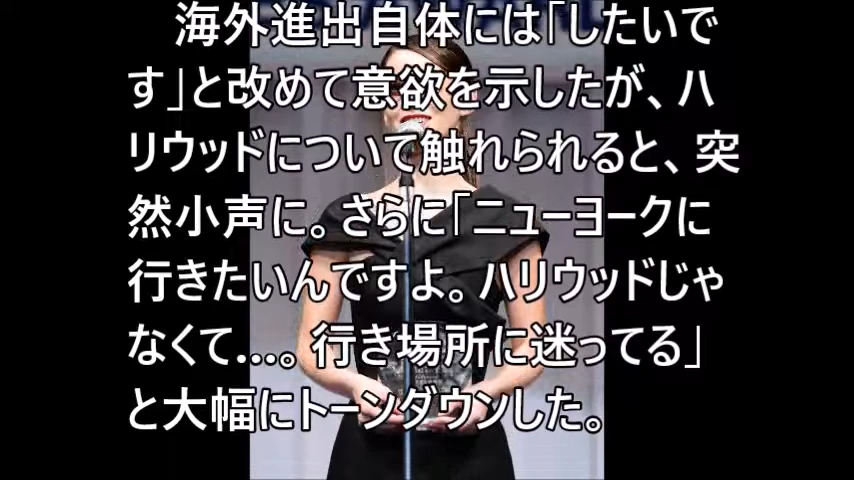 海外進出自体には「したいで
す」と改めて意欲を示したが、ハ
リウッドについて触れられると、突
然小声に。さらに「ニューヨークに
行きたいんですよ。ハリウッドじゃ
なくて…。行き場所に迷ってる」
と大幅にトーンダウンした。